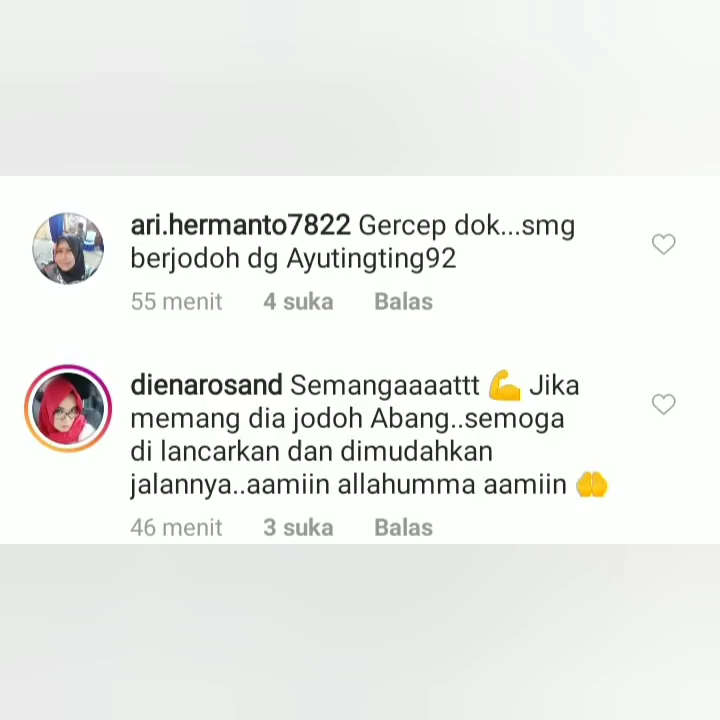 ari.hermanto7822 Gercep dok...smg
berjodoh dg Ayutingting92
55 menit 4 suka Balas
dienarosand Semangaaaattt 💪 Jika
memang dia jodoh Abang..semoga
di lancarkan dan dimudahkan
jalannya..aamiin allahumma aamiin 🤲
46 menit 3 suka Balas